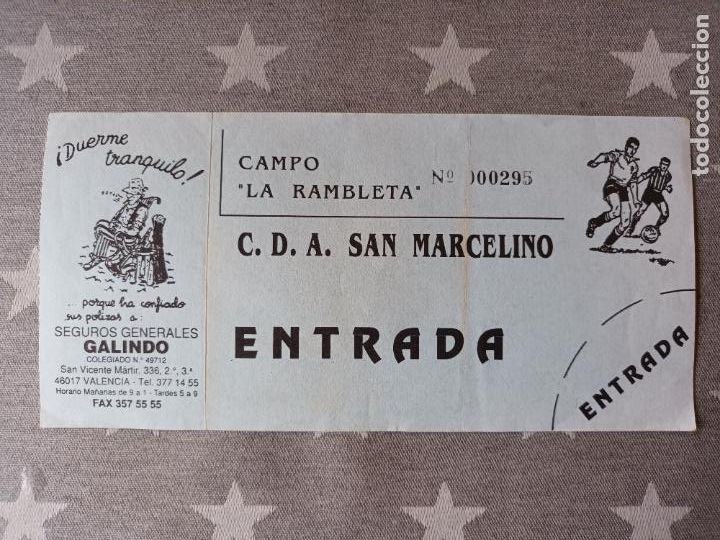 ¡Duerme
tranquilo!
... porque ha confiado
sus polizas a:
SEGUROS GENERALES
GALINDO
COLEGIADO N.º 49712
San Vicente Mártir, 336, 2.º, 3.ª
46017 VALENCIA - Tel. 377 14 55
Horario Mañanas de 9 a 1 - Tardes 5 a 9
FAX 357 55 55
CAMPO
"LA RAMBLETA"
Nº 000295
C. D. A. SAN MARCELINO
ENTRADA
ENTRADA
todocoleccion